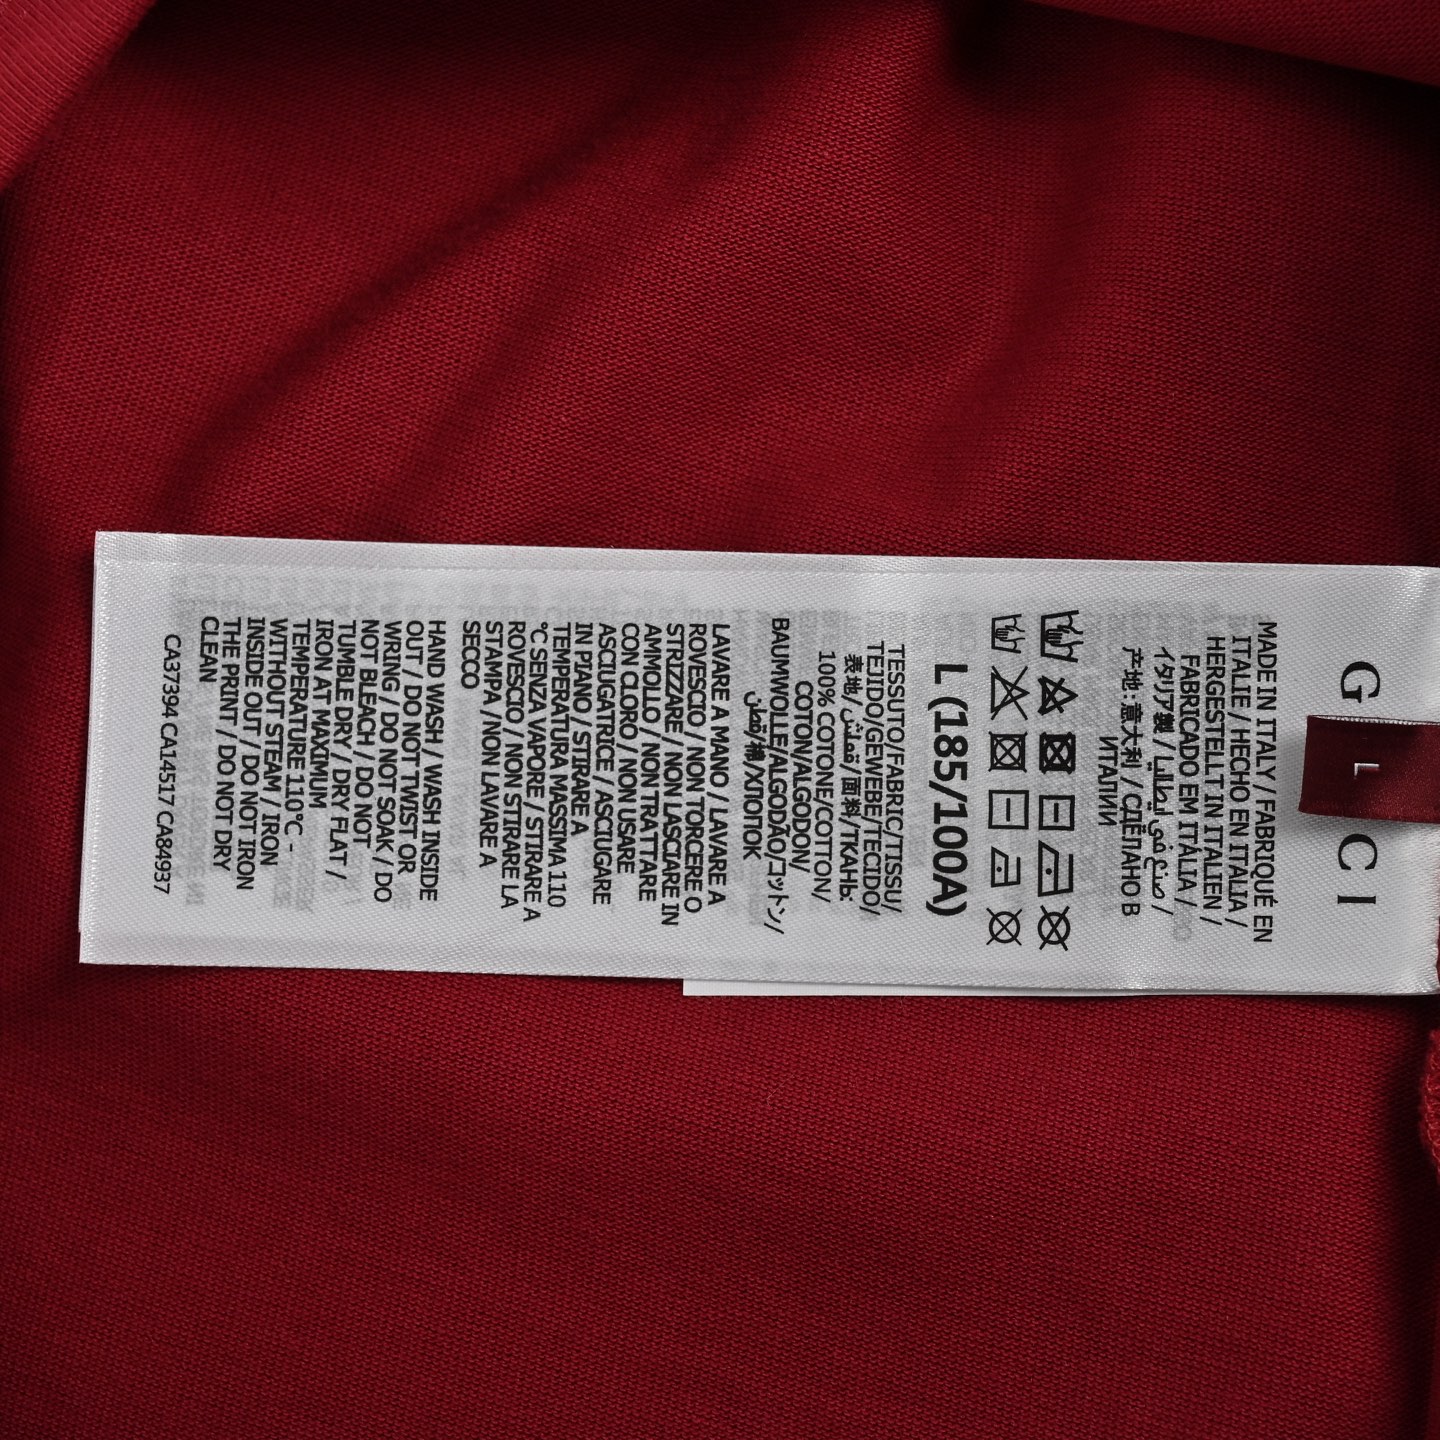 G CI
L
MADE IN ITALY / FABRIQUÉ EN
ITALIE / HECHO EN ITALIA /
HERGESTELLT IN ITALIEN /
FABRICADO EM ITÁLIA /
イタリア製 / صنع في إيطاليا /
产地:意大利 / СДЕЛАНО В
ИТАЛИИ
L (185/100A)
TESSUTO/FABRIC/TISSU/
TEJIDO/GEWEBE/TECIDO/
表地/ قماش / 面料/ТКАНЬ:
100% COTONE/COTTON/
COTON/ALGODON/
BAUMWOLLE/ALGODÃO/コットン/
قطن/棉/ХЛОПОК
LAVARE A MANO / LAVARE A
ROVESCIO / NON TORCERE O
STRIZZARE / NON LASCIARE IN
AMMOLLO / NON TRATTARE
CON CLORO / NON USARE
ASCIUGATRICE / ASCIUGARE
IN PIANO / STIRARE A
TEMPERATURA MASSIMA 110
°C SENZA VAPORE / STIRARE A
ROVESCIO / NON STIRARE LA
STAMPA /NON LAVARE A
SECCO
HAND WASH / WASH INSIDE
OUT / DO NOT TWIST OR
WRING / DO NOT SOAK / DO
NOT BLEACH / DO NOT
TUMBLE DRY / DRY FLAT /
IRON AT MAXIMUM
TEMPERATURE 110°C -
WITHOUT STEAM / IRON
INSIDE OUT / DO NOT IRON
THE PRINT / DO NOT DRY
CLEAN
CA37394 CA14517 CA84937